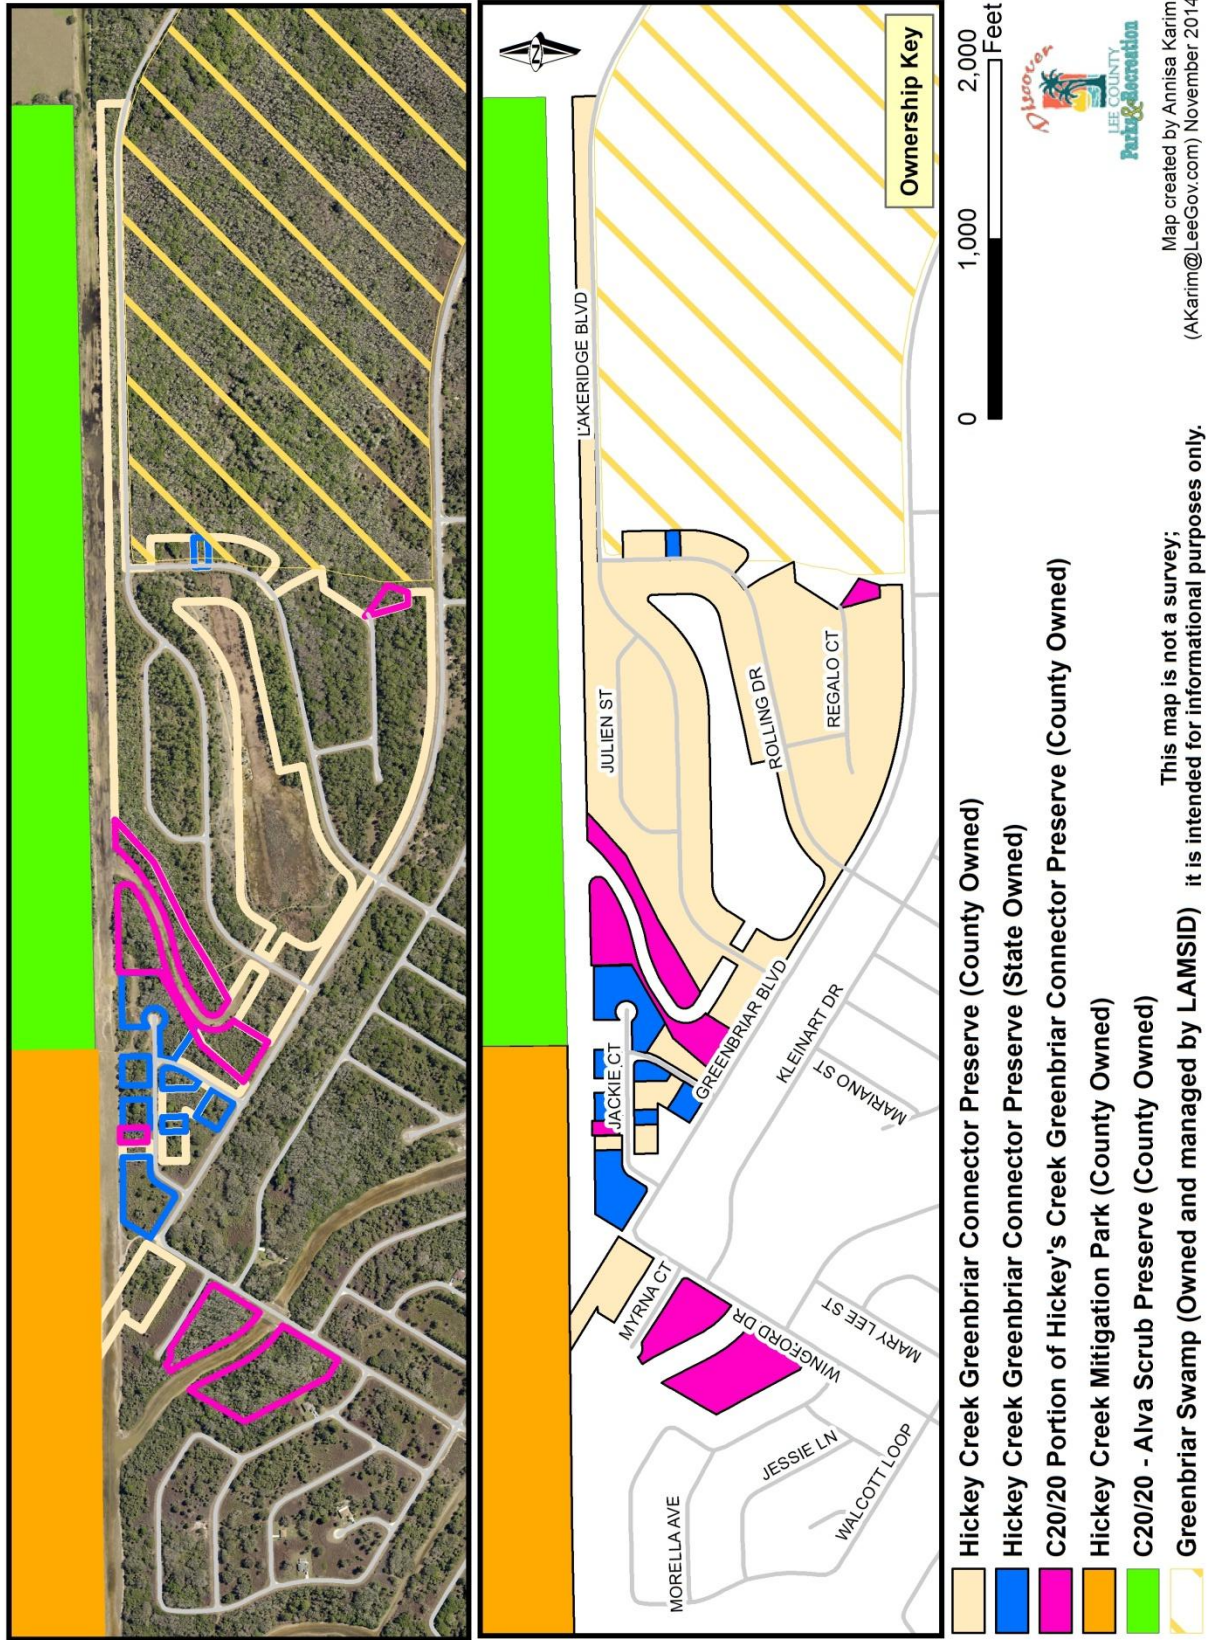 N
Ownership Key
LAKERIDGE BLVD
JULIEN ST
ROLLING DR
REGALO CT
JACKIE CT
GREENBRIAR BLVD
KLEINART DR
MARIANO ST
MYRNA CT
WINGFORD DR
MARY LEE ST
MORELLA AVE
JESSIE LN
WALCOTT LOOP
Hickey Creek Greenbriar Connector Preserve (County Owned)
Hickey Creek Greenbriar Connector Preserve (State Owned)
C20/20 Portion of Hickey's Creek Greenbriar Connector Preserve (County Owned)
Hickey Creek Mitigation Park (County Owned)
C20/20 - Alva Scrub Preserve (County Owned)
Greenbriar Swamp (Owned and managed by LAMSID)
0 1,000 2,000
Feet
This map is not a survey;
it is intended for informational purposes only.
Discover
LEE COUNTY
Parks&Recreation
Map created by Annisa Karim
(AKarim@LeeGov.com) November 2014